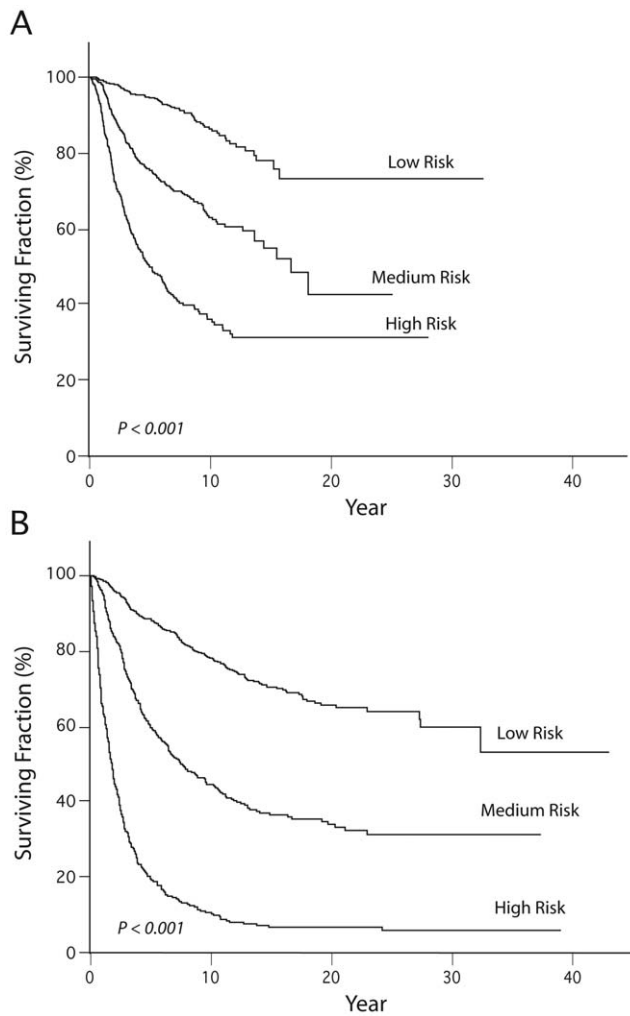 A
Surviving Fraction (%)
100
80
60
40
20
0
Low Risk
Medium Risk
High Risk
P < 0.001
0 10 20 30 40
Year
B
Surviving Fraction (%)
100
80
60
40
20
0
Low Risk
Medium Risk
High Risk
P < 0.001
0 10 20 30 40
Year